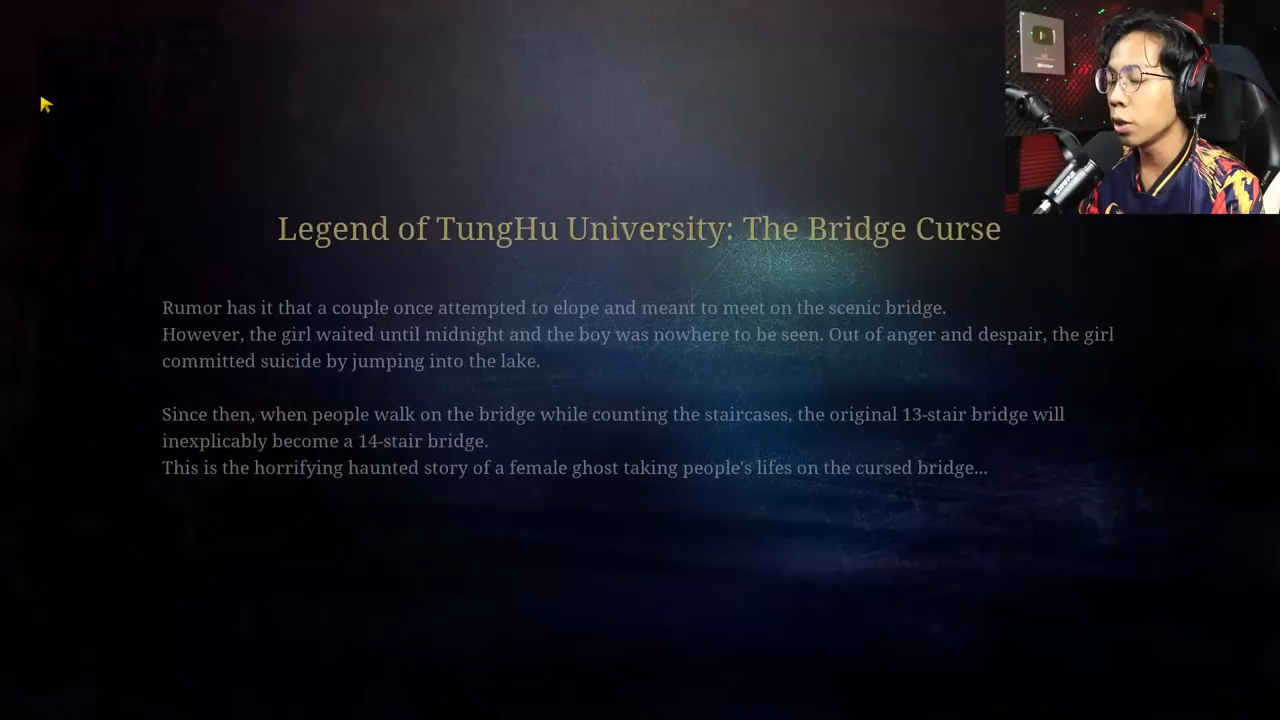 Legend of TungHu University: The Bridge Curse
Rumor has it that a couple once attempted to elope and meant to meet on the scenic bridge.
However, the girl waited until midnight and the boy was nowhere to be seen. Out of anger and despair, the girl
committed suicide by jumping into the lake.
Since then, when people walk on the bridge while counting the staircases, the original 13-stair bridge will
inexplicably become a 14-stair bridge.
This is the horrifying haunted story of a female ghost taking people's lifes on the cursed bridge...
SHURE